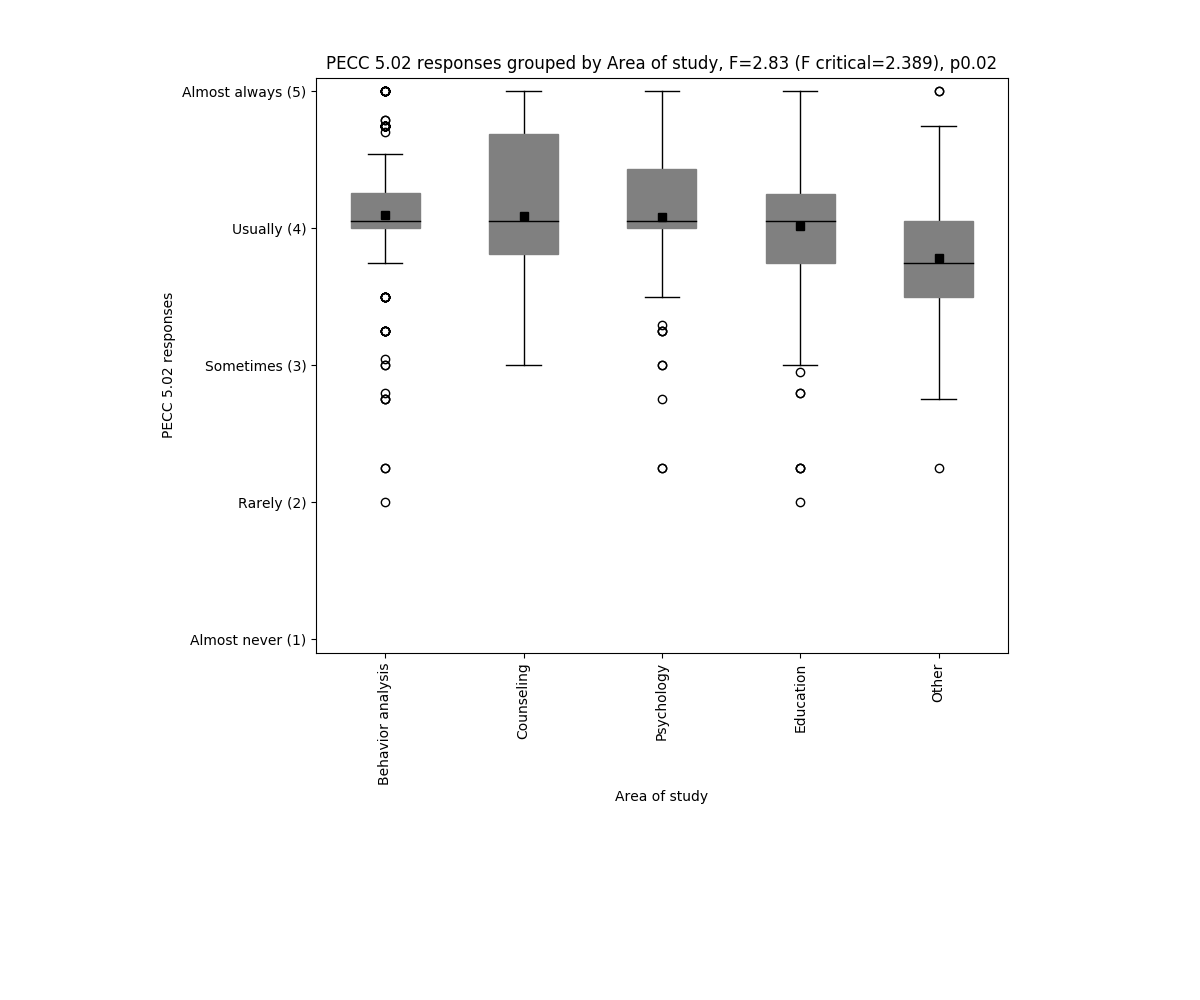 PECC 5.02 responses grouped by Area of study, F=2.83 (F critical=2.389), p0.02
Almost always (5)
Usually (4)
Sometimes (3)
Rarely (2)
Almost never (1)
PECC 5.02 responses
Behavior analysis
Counseling
Psychology
Education
Other
Area of study